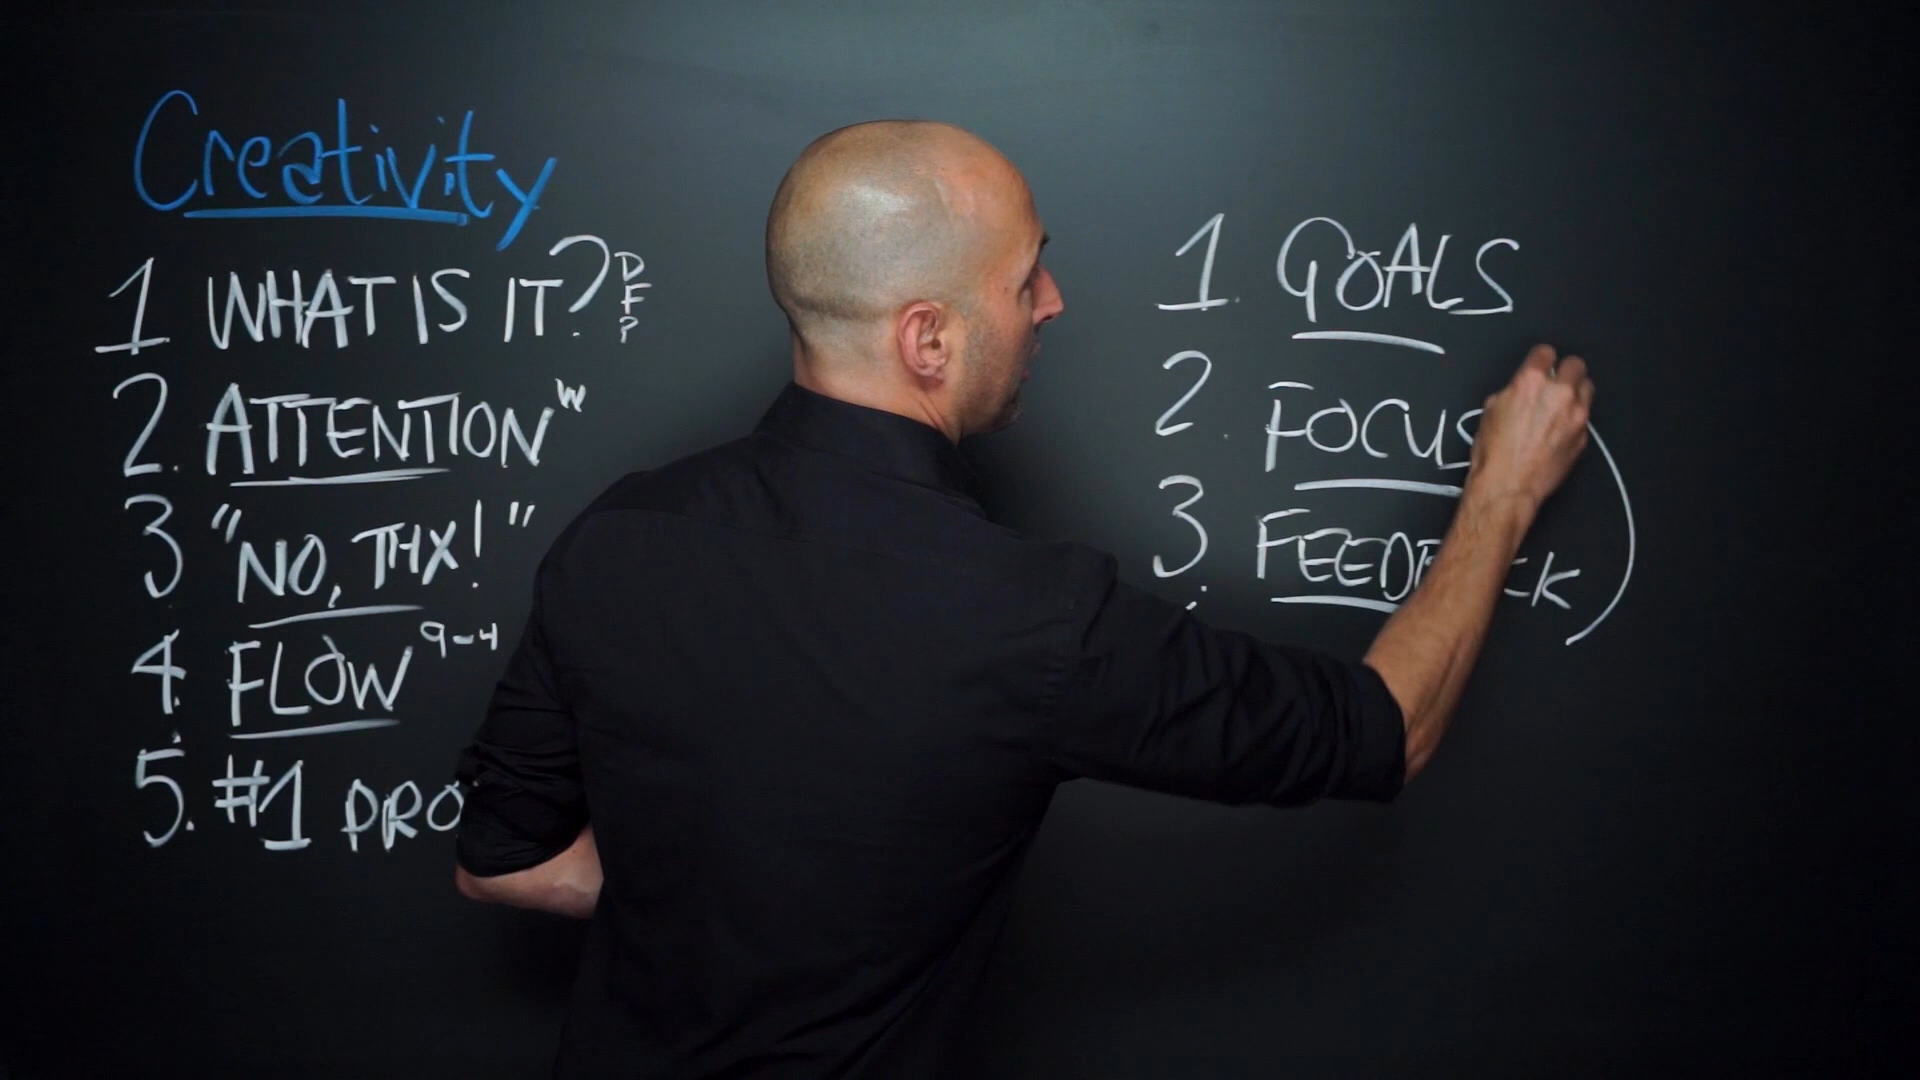 Creativity
1 WHAT IS IT? DF?
2. ATTENTION W
3 "NO, THX!"
4. FLOW 9-4
5. #1
1. GOALS
2. FOCUS
3